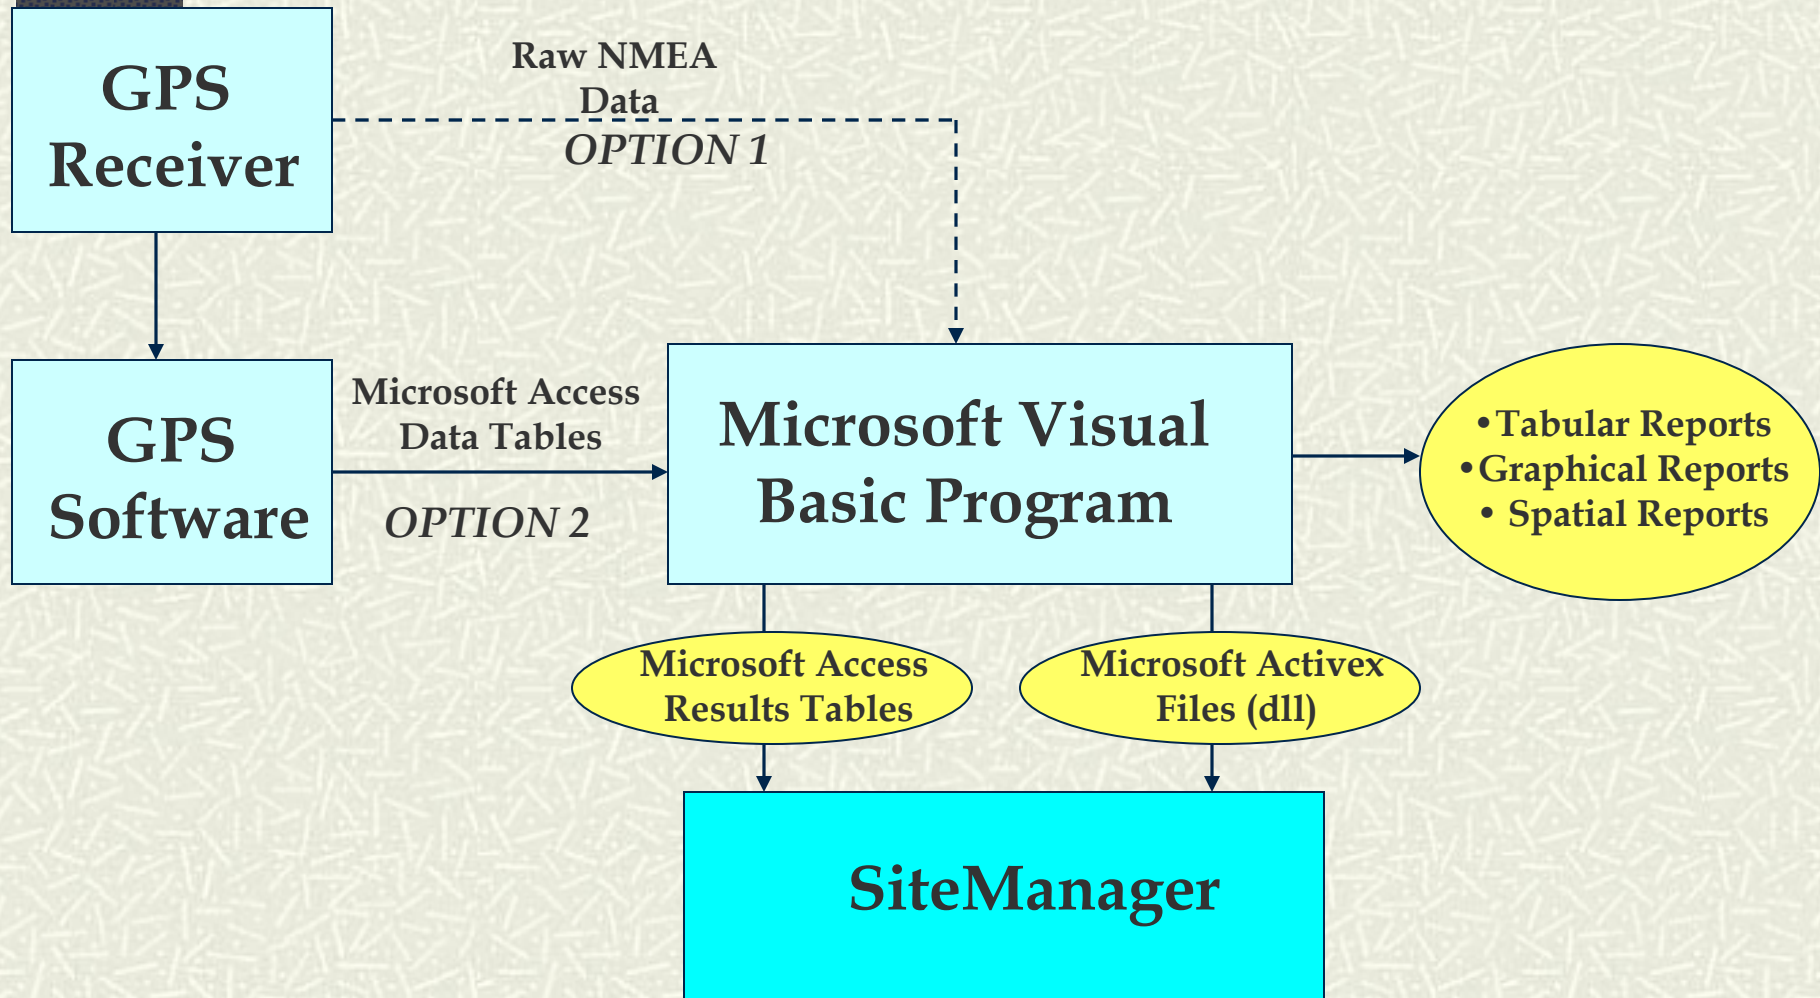 GPS
Receiver
Raw NMEA
Data
OPTION 1
GPS
Software
Microsoft Access
Data Tables
OPTION 2
Microsoft Visual
Basic Program
•Tabular Reports
•Graphical Reports
• Spatial Reports
Microsoft Access
Results Tables
Microsoft Activex
Files (dll)
SiteManager